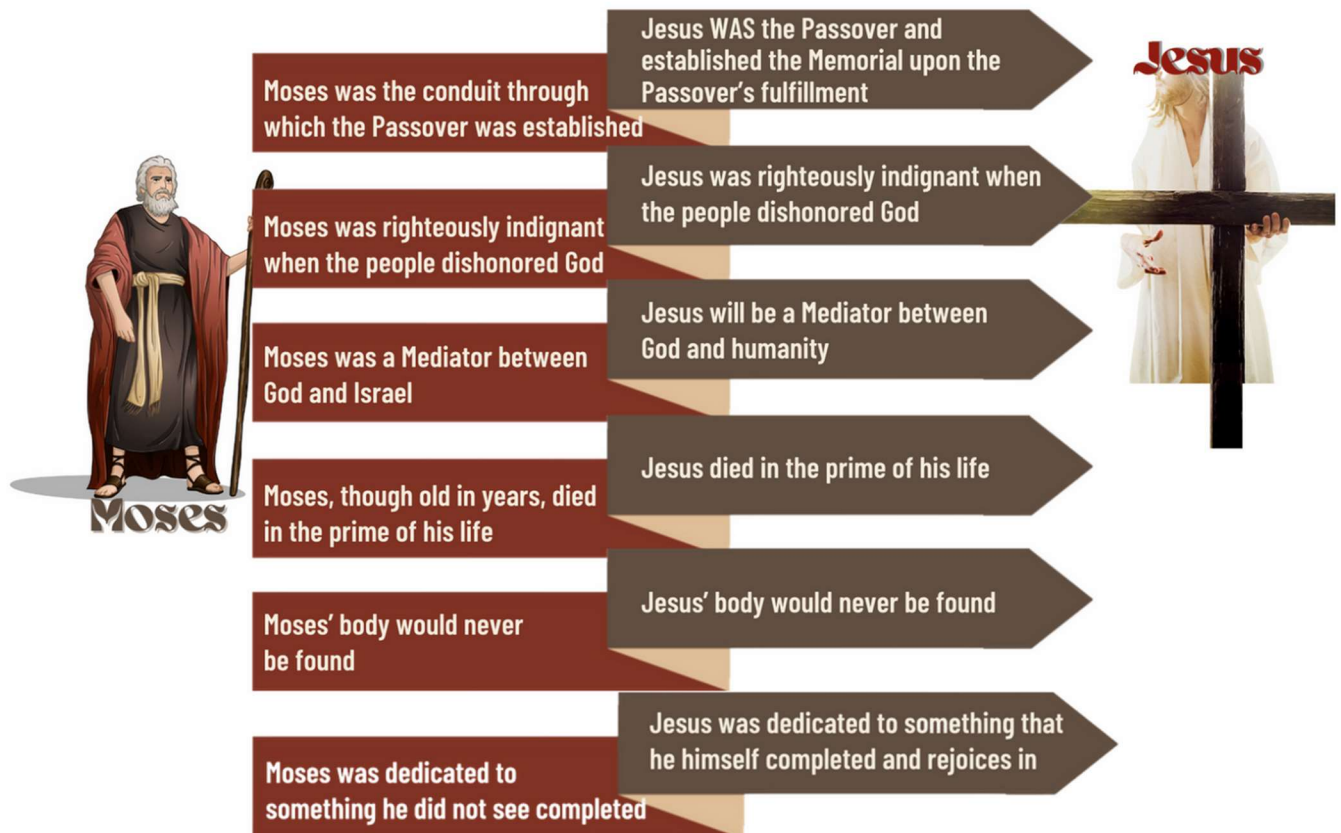 Jesus WAS the Passover and
established the Memorial upon the
Passover's fulfillment
Jesus
Moses was the conduit through
which the Passover was established
Jesus was righteously indignant when
the people dishonored God
Moses was righteously indignant
when the people dishonored God
Jesus will be a Mediator between
God and humanity
Moses was a Mediator between
God and Israel
Jesus died in the prime of his life
Moses, though old in years, died
in the prime of his life
Moses
Jesus' body would never be found
Moses' body would never
be found
Jesus was dedicated to something that
he himself completed and rejoices in
Moses was dedicated to
something he did not see completed